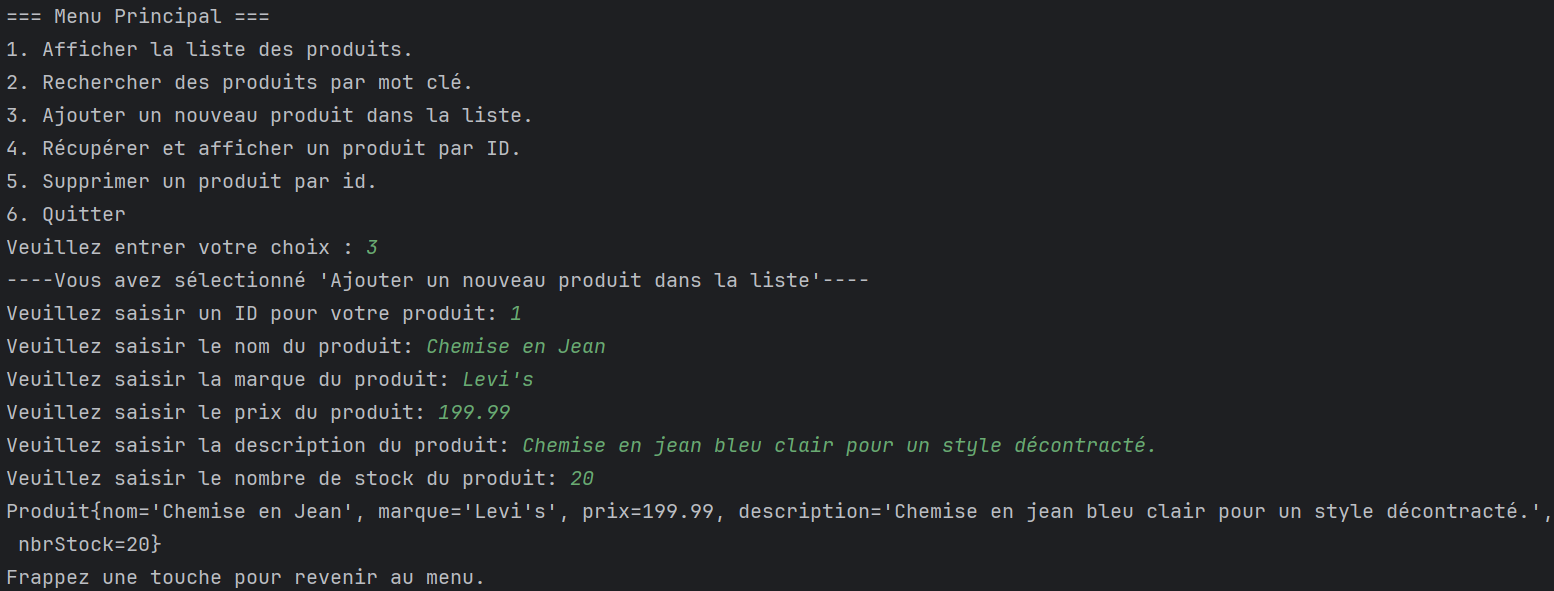 === Menu Principal ===
1. Afficher la liste des produits.
2. Rechercher des produits par mot clé.
3. Ajouter un nouveau produit dans la liste.
4. Récupérer et afficher un produit par ID.
5. Supprimer un produit par id.
6. Quitter
Veuillez entrer votre choix : 3
----Vous avez sélectionné 'Ajouter un nouveau produit dans la liste'----
Veuillez saisir un ID pour votre produit: 1
Veuillez saisir le nom du produit: Chemise en Jean
Veuillez saisir la marque du produit: Levi's
Veuillez saisir le prix du produit: 199.99
Veuillez saisir la description du produit: Chemise en jean bleu clair pour un style décontracté.
Veuillez saisir le nombre de stock du produit: 20
Produit{nom='Chemise en Jean', marque='Levi's', prix=199.99, description='Chemise en jean bleu clair pour un style décontracté.',
 nbrStock=20}
Frappez une touche pour revenir au menu.